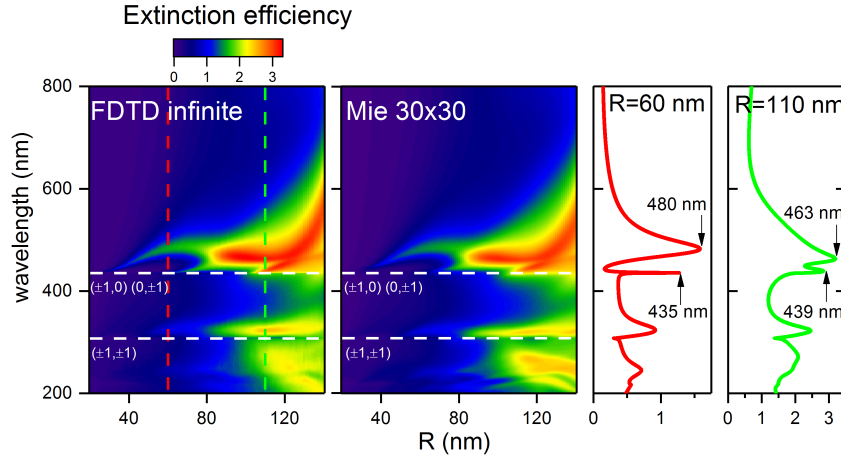 Extinction efficiency
0 1 2 3
800
600
400
200
wavelength (nm)
FDTD infinite
(±1,0) (0,±1)
(±1,±1)
40 80 120
Mie 30x30
(±1,0) (0,±1)
(±1,±1)
40 80 120
R (nm)
R=60 nm
480 nm
435 nm
0 1
R=110 nm
463 nm
439 nm
0 1 2 3